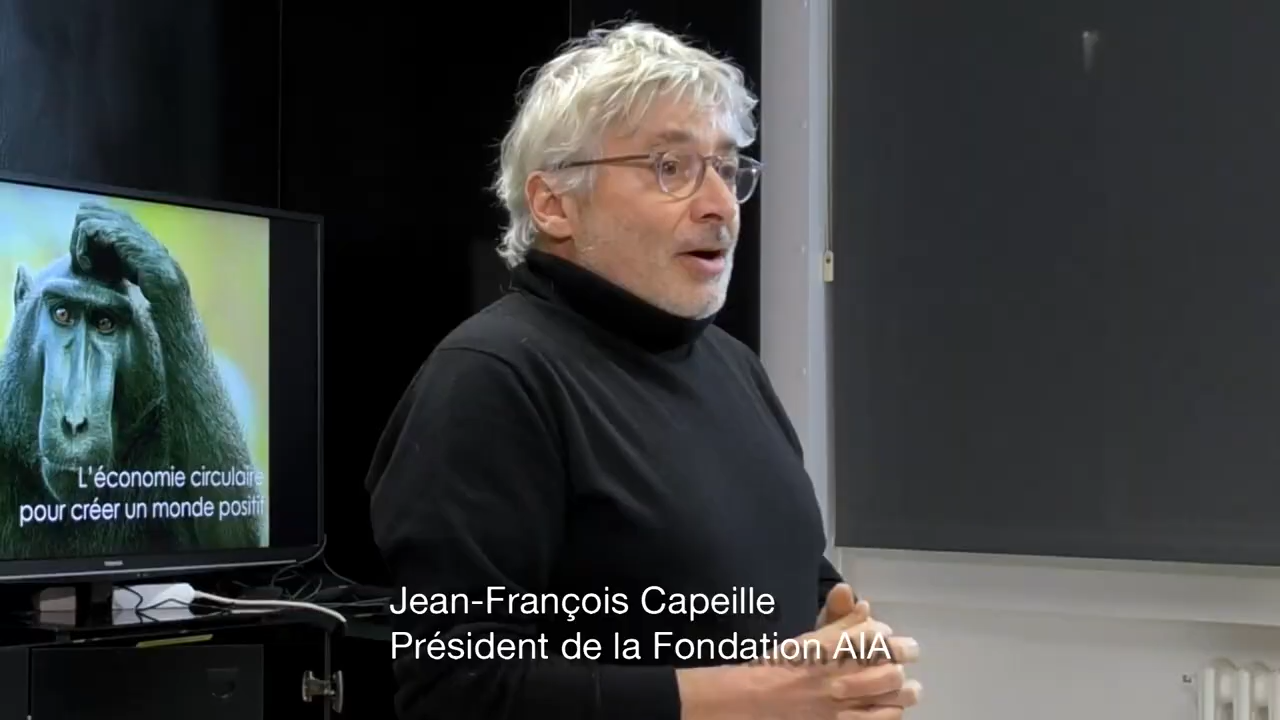 L'économie circulaire
pour créer un monde positif
Jean-François Capeille
Président de la Fondation AIA